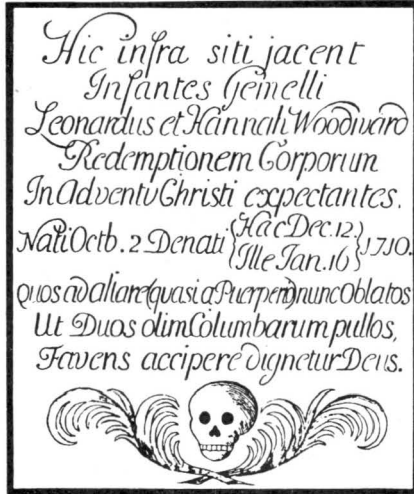 Hic infra siti jacent
Infantes Gemelli
Leonardus et Hannah Woodward
Redemptionem Corporum
In Adventu Christi expectantes.
Nati Octb. 2 Denati {Hac Dec. 12.
Ille Jan. 16} 1710.
Quos ad altare (quasi a Puerpera) nunc Oblatos
Ut Duos olim Columbarum pullos,
Favens accipere dignetur Deus.